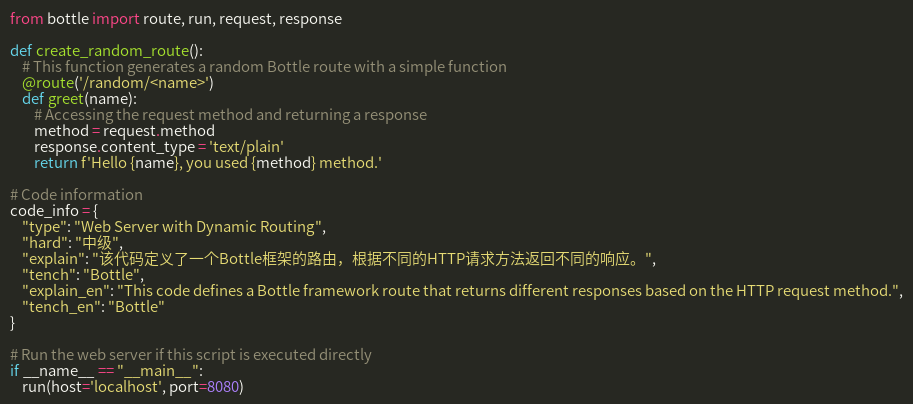 from bottle import route, run, request, response

def create_random_route():
    # This function generates a random Bottle route with a simple function
    @route('/random/<name>')
    def greet(name):
        # Accessing the request method and returning a response
        method = request.method
        response.content_type = 'text/plain'
        return f'Hello {name}, you used {method} method.'

# Code information
code_info = {
    "type": "Web Server with Dynamic Routing",
    "hard": "中级",
    "explain": "该代码定义了一个Bottle框架的路由，根据不同的HTTP请求方法返回不同的响应。",
    "tench": "Bottle",
    "explain_en": "This code defines a Bottle framework route that returns different responses based on the HTTP request method.",
    "tench_en": "Bottle"
}

# Run the web server if this script is executed directly
if __name__ == "__main__":
    run(host='localhost', port=8080)